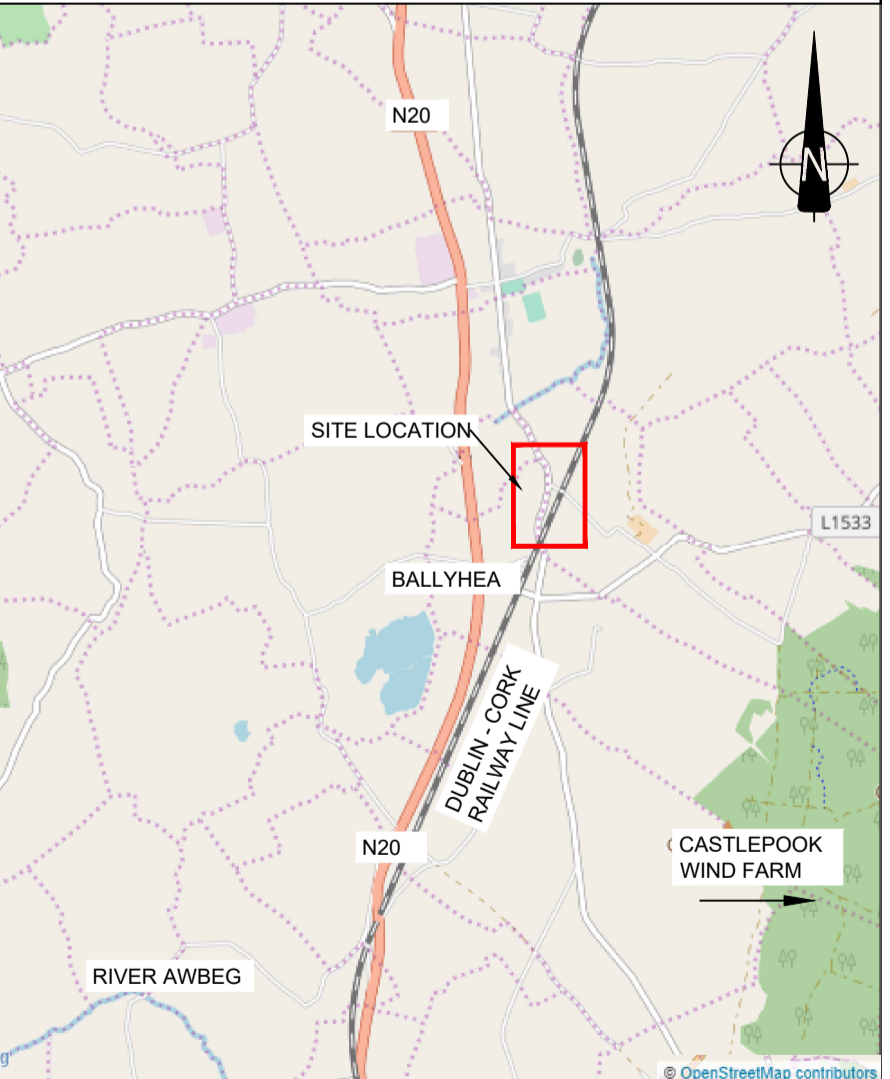 N20
N
SITE LOCATION
L1533
BALLYHEA
DUBLIN - CORK
RAILWAY LINE
N20
CASTLEPOOK
WIND FARM
RIVER AWBEG
g
© OpenStreetMap contributors